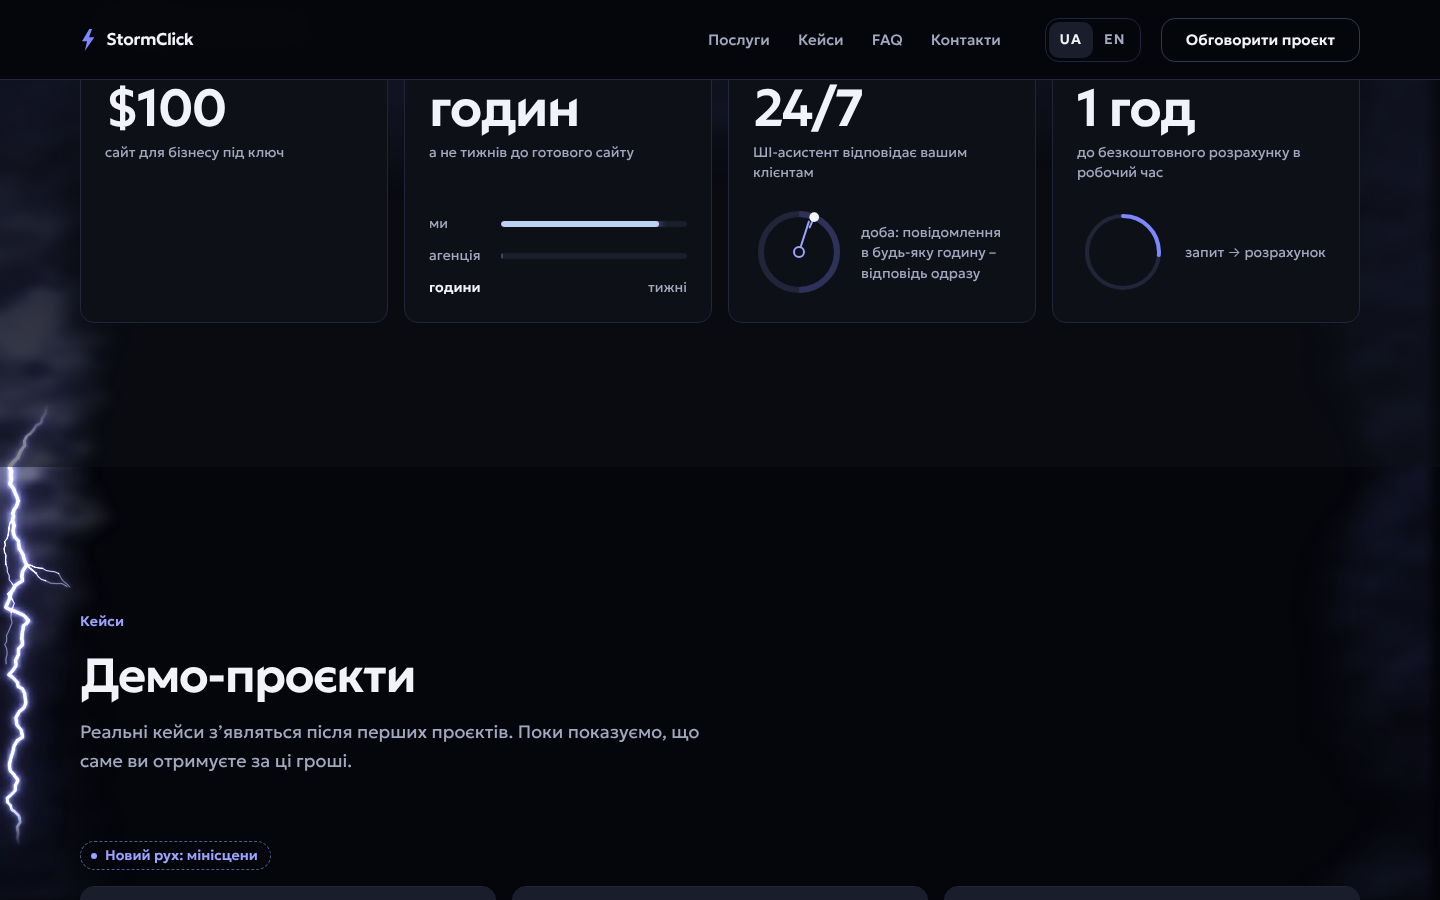 StormClick
Послуги
Кейси
FAQ
Контакти
UA
EN
Обговорити проєкт
$100
сайт для бізнесу під ключ
годин
а не тижнів до готового сайту
ми
агенція
години
тижні
24/7
ШІ-асистент відповідає вашим
клієнтам
доба: повідомлення
в будь-яку годину –
відповідь одразу
1 год
до безкоштовного розрахунку в
робочий час
запит → розрахунок
Кейси
Демо-проєкти
Реальні кейси з’являться після перших проєктів. Поки показуємо, що
саме ви отримуєте за ці гроші.
Новий рух: мінісцени